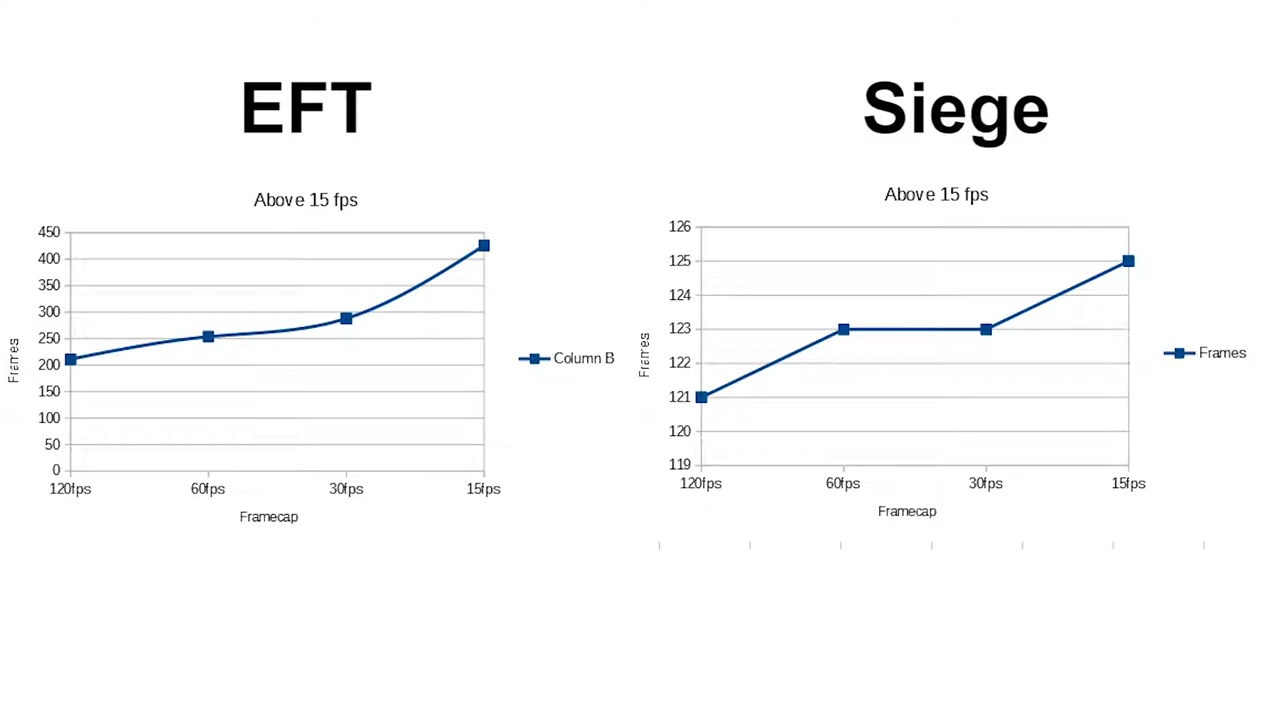 EFT
Above 15 fps
450
400
350
300
250
200
150
100
50
0
Frames
120fps 60fps 30fps 15fps
Framecap
Column B
Siege
Above 15 fps
126
125
124
123
122
121
120
119
Frames
120fps 60fps 30fps 15fps
Framecap
Frames